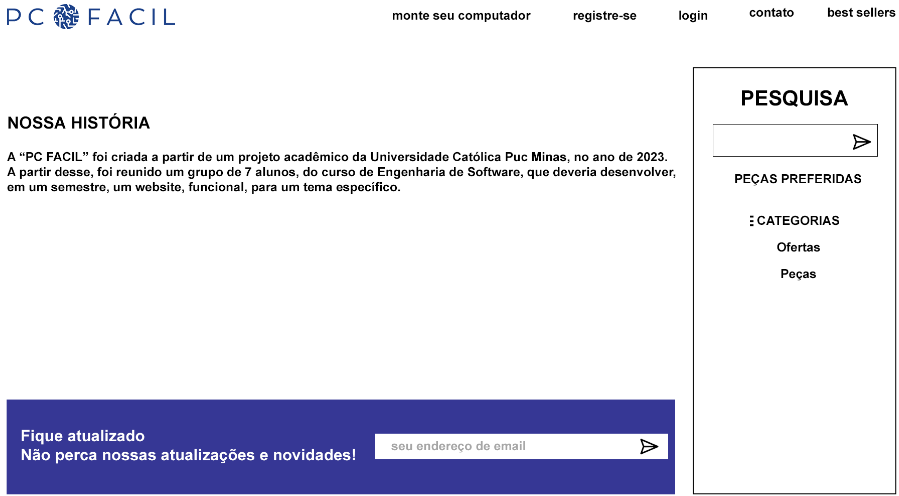 PC FACIL
monte seu computador
registre-se
login
contato
best sellers
NOSSA HISTÓRIA
A “PC FACIL” foi criada a partir de um projeto acadêmico da Universidade Católica Puc Minas, no ano de 2023.
A partir desse, foi reunido um grupo de 7 alunos, do curso de Engenharia de Software, que deveria desenvolver,
em um semestre, um website, funcional, para um tema específico.
PESQUISA
PEÇAS PREFERIDAS
CATEGORIAS
Ofertas
Peças
Fique atualizado
Não perca nossas atualizações e novidades!
seu endereço de email